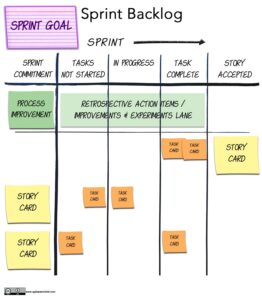 Sprint Backlog
SPRINT GOAL
SPRINT
SPRINT
COMMITMENT
TASKS
NOT STARTED
IN PROGRESS
TASK
COMPLETE
STORY
ACCEPTED
PROCESS
IMPROVEMENT
RETROSPECTIVE ACTION ITEMS /
IMPROVEMENTS & EXPERIMENTS LANE
TASK
CARD
TASK
CARD
STORY
CARD
STORY
CARD
TASK
CARD
TASK
CARD
STORY
CARD
TASK
CARD
TASK
CARD